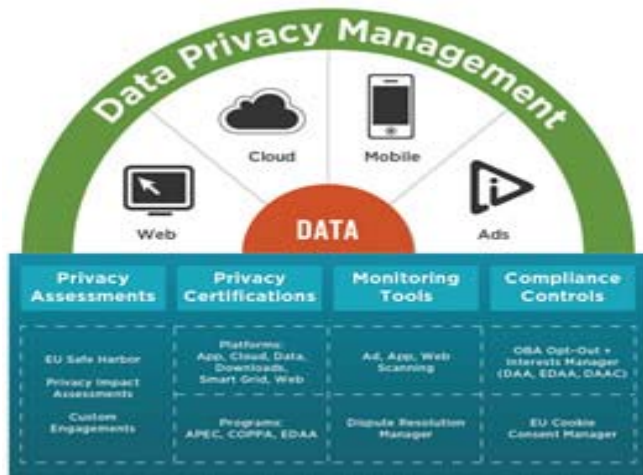 Data Privacy Management
Cloud
Mobile
Web
DATA
Ads
Privacy
Assessments
EU Safe Harbor
Privacy Impact
Assessments
Custom
Engagements
Privacy
Certifications
Platforms:
App, Cloud, Data,
Downloads,
Smart Grid, Web
Programs:
APEC, COPPA, EDAA
Monitoring
Tools
Ad, App, Web
Scanning
Dispute Resolution
Manager
Compliance
Controls
OBA Opt-Out +
Interests Manager
(DAA, EDAA, DAAC)
EU Cookie
Consent Manager